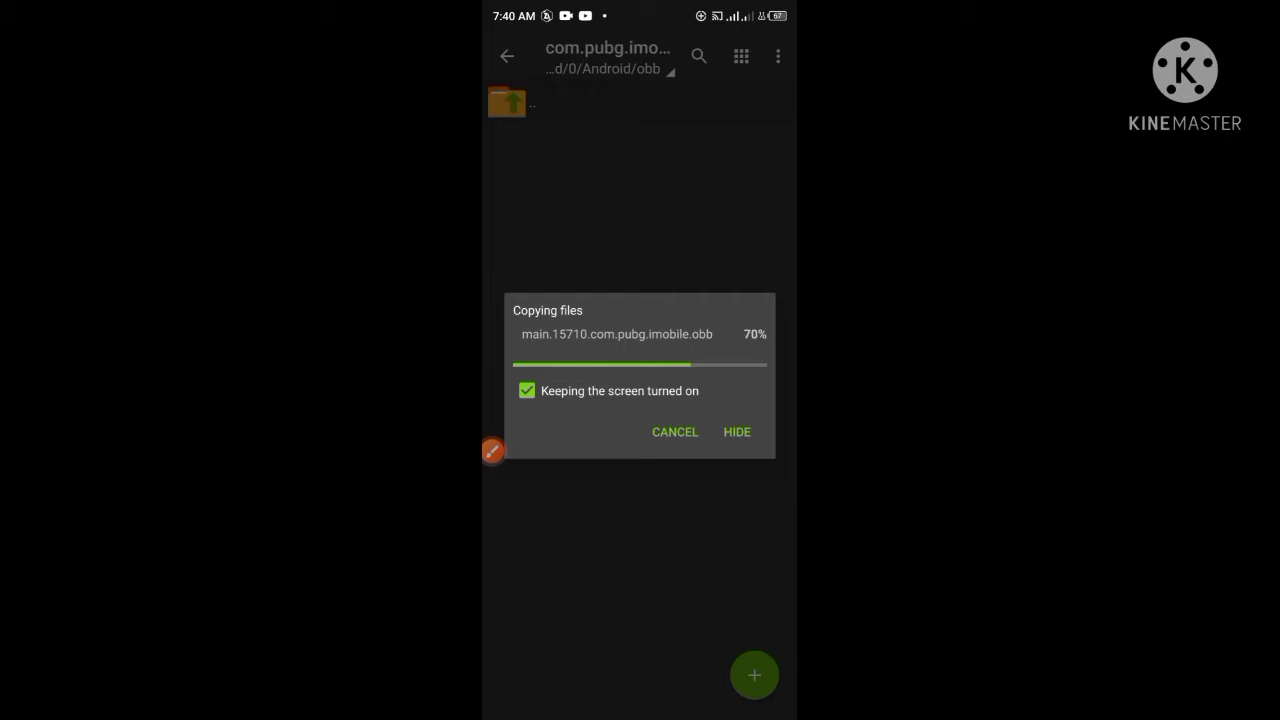 7:40 AM
67
com.pubg.imo...
...d/0/Android/obb
..
Copying files
main.15710.com.pubg.imobile.obb 70%
Keeping the screen turned on
CANCEL HIDE
K
KINEMASTER